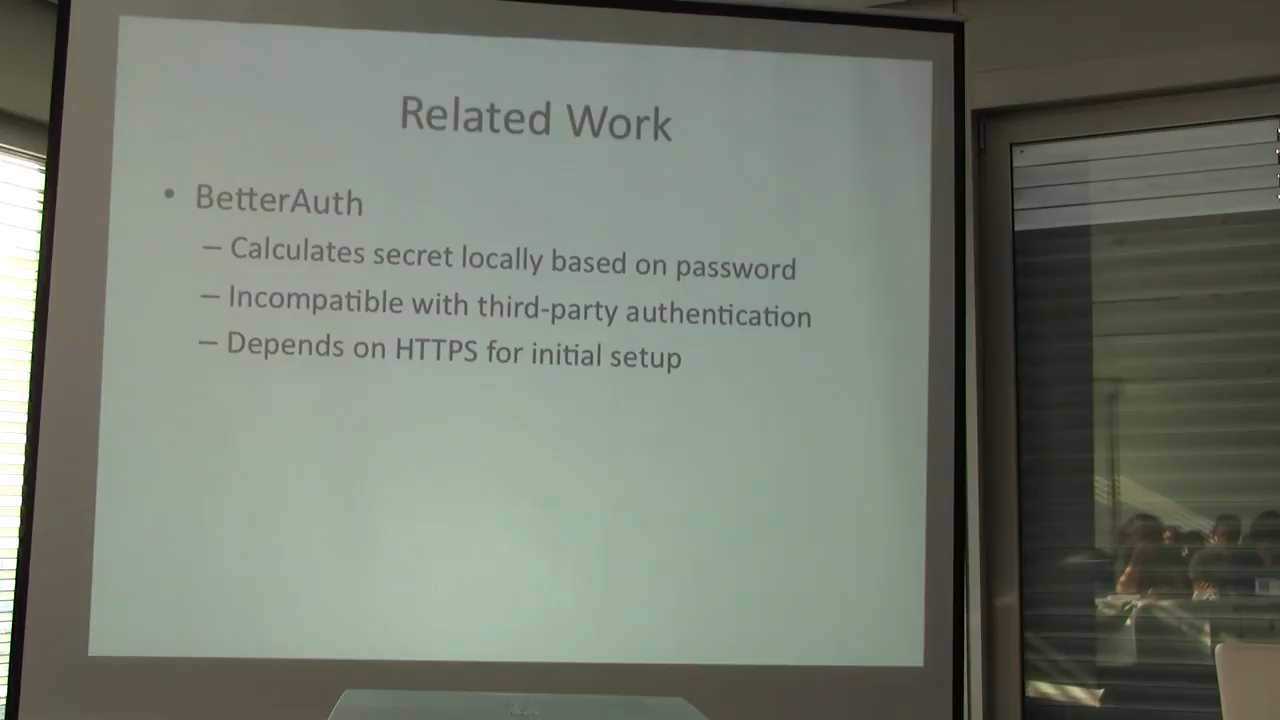 Related Work
• BetterAuth
– Calculates secret locally based on password
– Incompatible with third-party authentication
– Depends on HTTPS for initial setup